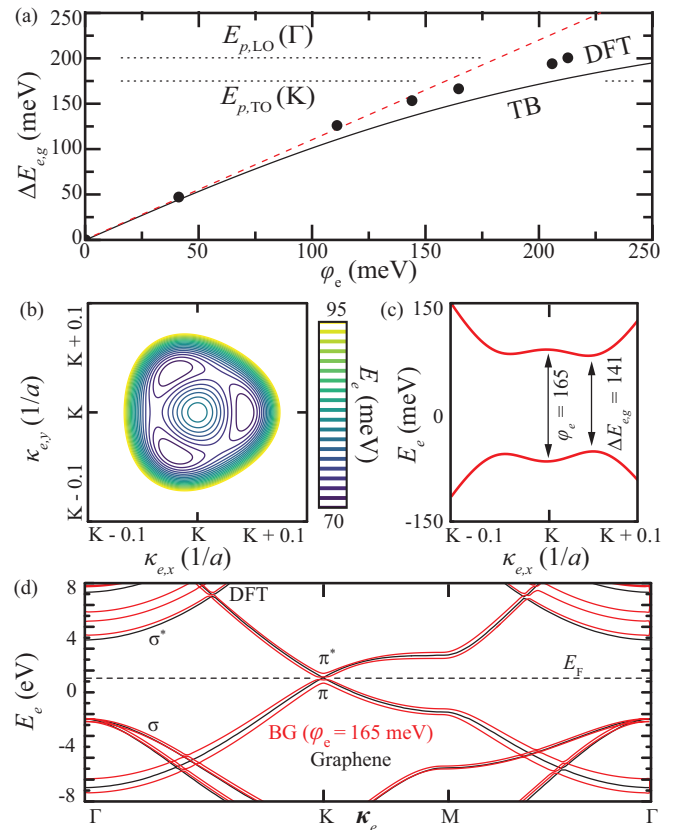 (a)
250
200
150
100
50
0
ΔE_{e,g} (meV)
E_{p,LO} (Γ)
E_{p,TO} (K)
DFT
TB
0 50 100 150 200 250
φ_e (meV)
(b)
K + 0.1
K
K - 0.1
κ_{e,y} (1/a)
K - 0.1 K K + 0.1
κ_{e,x} (1/a)
95
70
E_e (meV)
(c)
150
0
-150
E_e (meV)
φ_e = 165
ΔE_{e,g} = 141
K - 0.1 K K + 0.1
κ_{e,x} (1/a)
(d)
8
4
0
-4
-8
E_e (eV)
DFT
σ*
π*
E_F
π
σ
BG (φ_e = 165 meV)
Graphene
Γ K κ_e M Γ